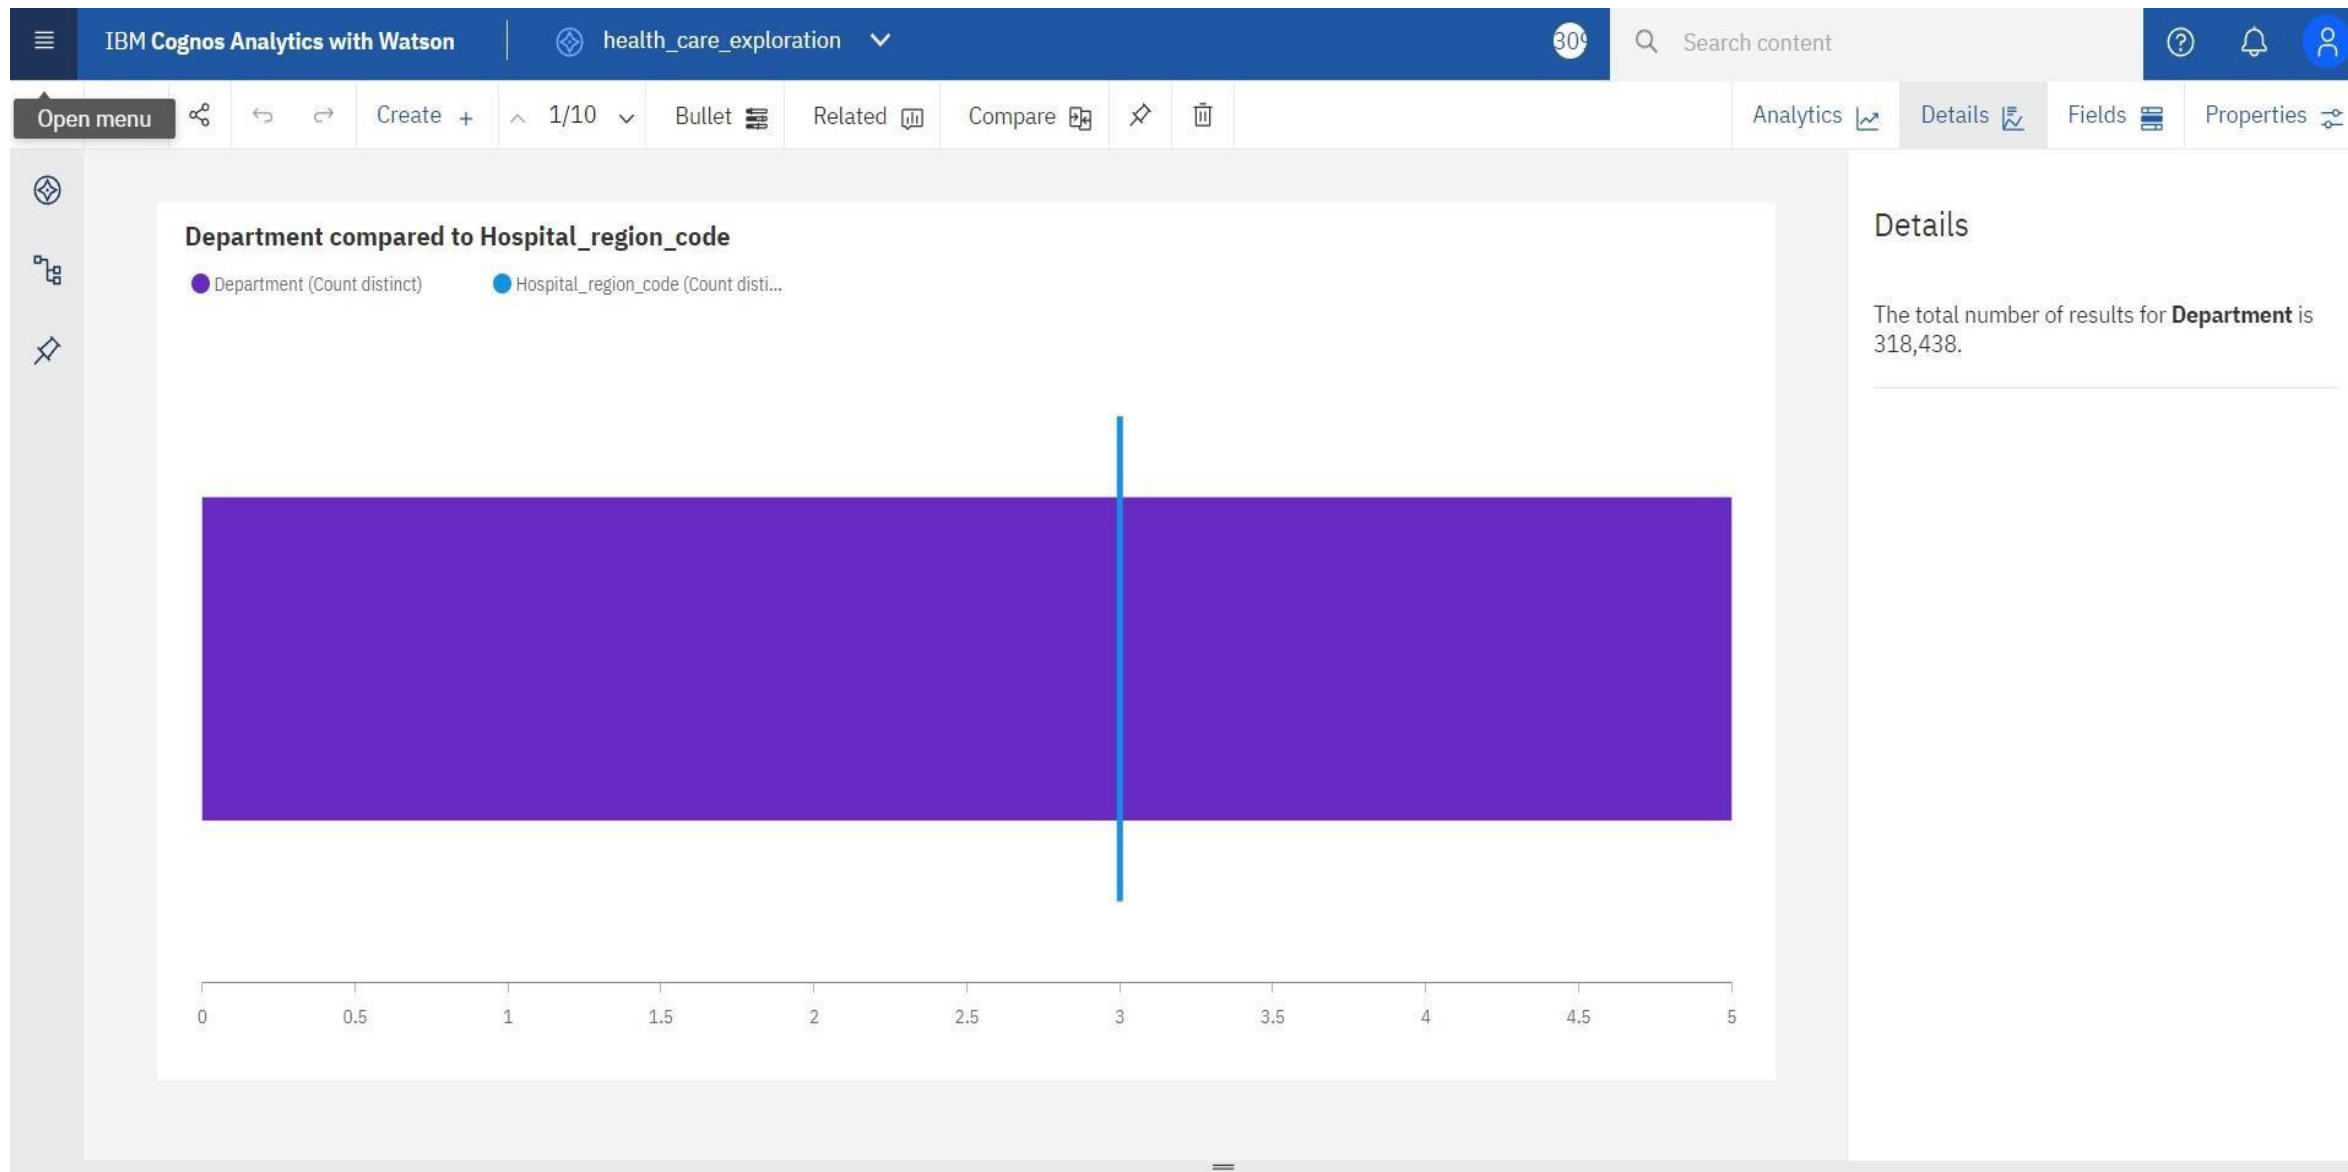 IBM Cognos Analytics with Watson health_care_exploration Search content
Open menu Create + 1/10 Bullet Related Compare Analytics Details Fields Properties
Department compared to Hospital_region_code
Department (Count distinct) Hospital_region_code (Count disti...
0 0.5 1 1.5 2 2.5 3 3.5 4 4.5 5
Details
The total number of results for Department is
318,438.